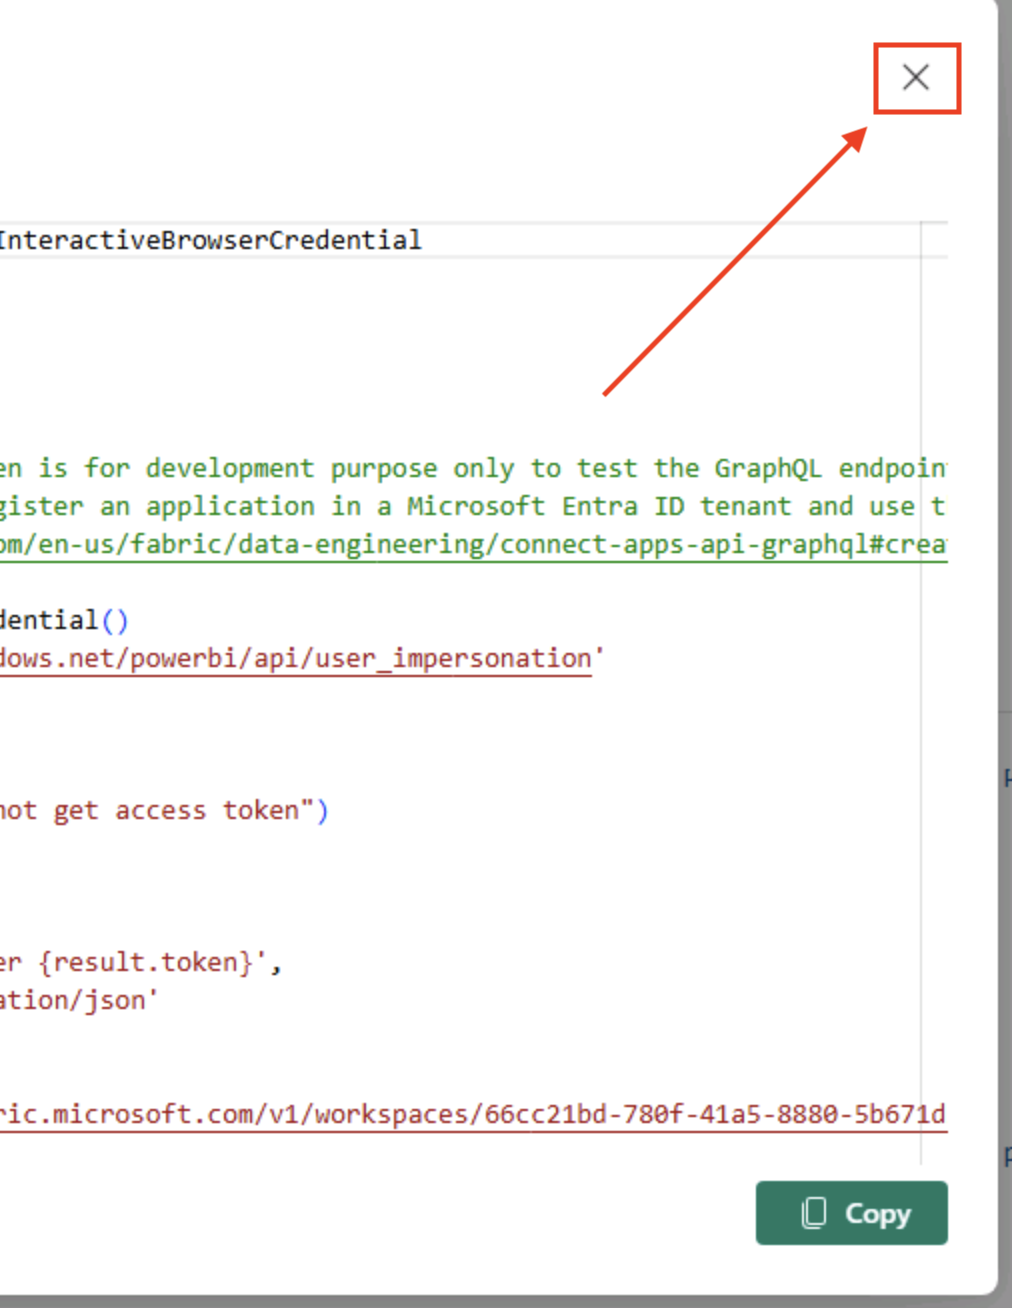 InteractiveBrowserCredential
en is for development purpose only to test the GraphQL endpoin
gister an application in a Microsoft Entra ID tenant and use t
om/en-us/fabric/data-engineering/connect-apps-api-graphql#crea
dential()
dows.net/powerbi/api/user_impersonation'
not get access token")
er {result.token}',
ation/json'
ric.microsoft.com/v1/workspaces/66cc21bd-780f-41a5-8880-5b671d
Copy